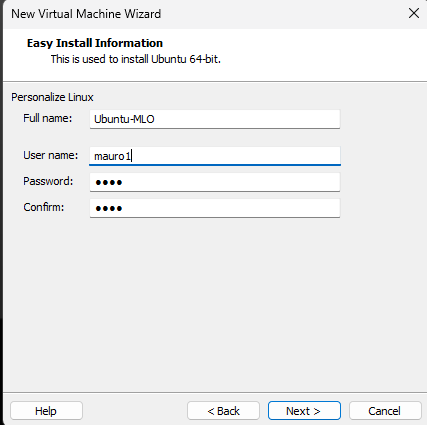 New Virtual Machine Wizard
Easy Install Information
This is used to install Ubuntu 64-bit.
Personalize Linux
Full name: Ubuntu-MLO
User name: mauro1
Password: ●●●●
Confirm: ●●●●
Help < Back Next > Cancel